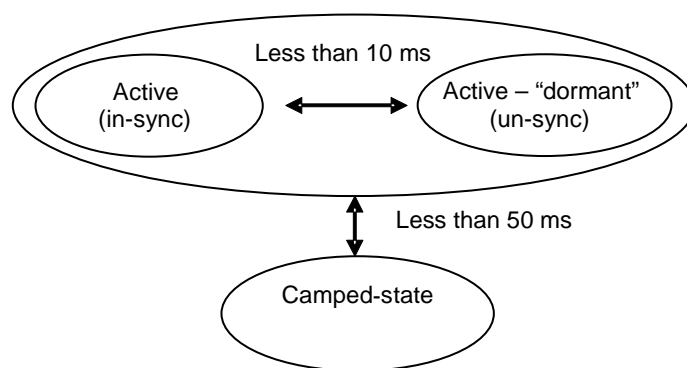 Less than 10 ms
Active
(in-sync)
Active – “dormant”
(un-sync)
Less than 50 ms
Camped-state